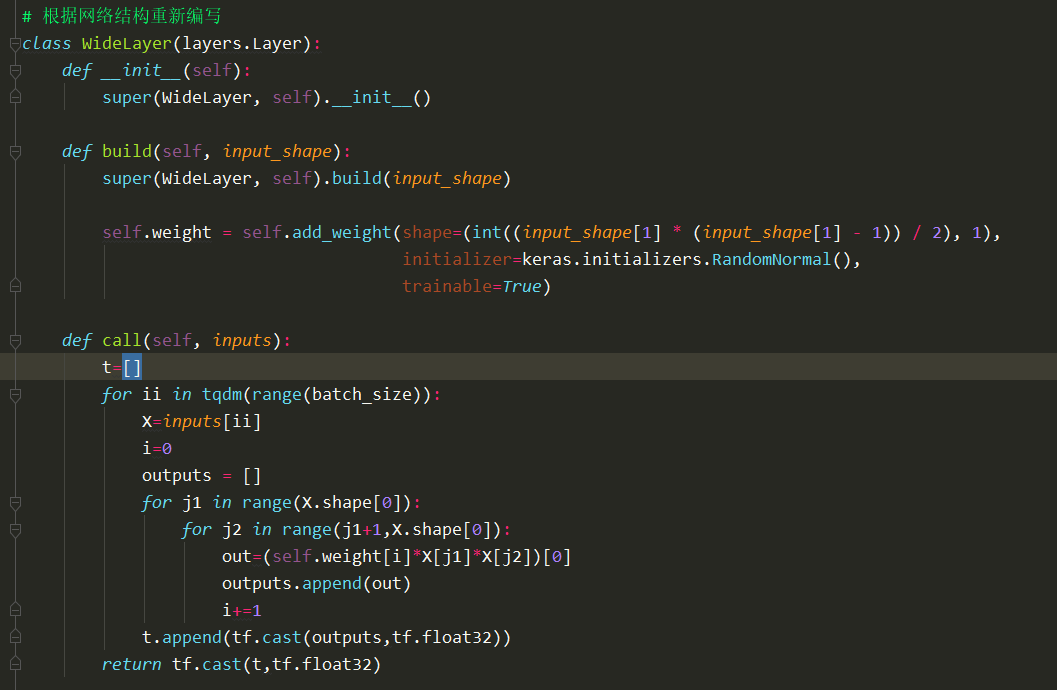 # 根据网络结构重新编写
class WideLayer(layers.Layer):
    def __init__(self):
        super(WideLayer, self).__init__()
    def build(self, input_shape):
        super(WideLayer, self).build(input_shape)
        self.weight = self.add_weight(shape=(int((input_shape[1] * (input_shape[1] - 1)) / 2), 1),
                                      initializer=keras.initializers.RandomNormal(),
                                      trainable=True)
    def call(self, inputs):
        t=[]
        for ii in tqdm(range(batch_size)):
            X=inputs[ii]
            i=0
            outputs = []
            for j1 in range(X.shape[0]):
                for j2 in range(j1+1,X.shape[0]):
                    out=(self.weight[i]*X[j1]*X[j2])[0]
                    outputs.append(out)
                    i+=1
            t.append(tf.cast(outputs,tf.float32))
        return tf.cast(t,tf.float32)